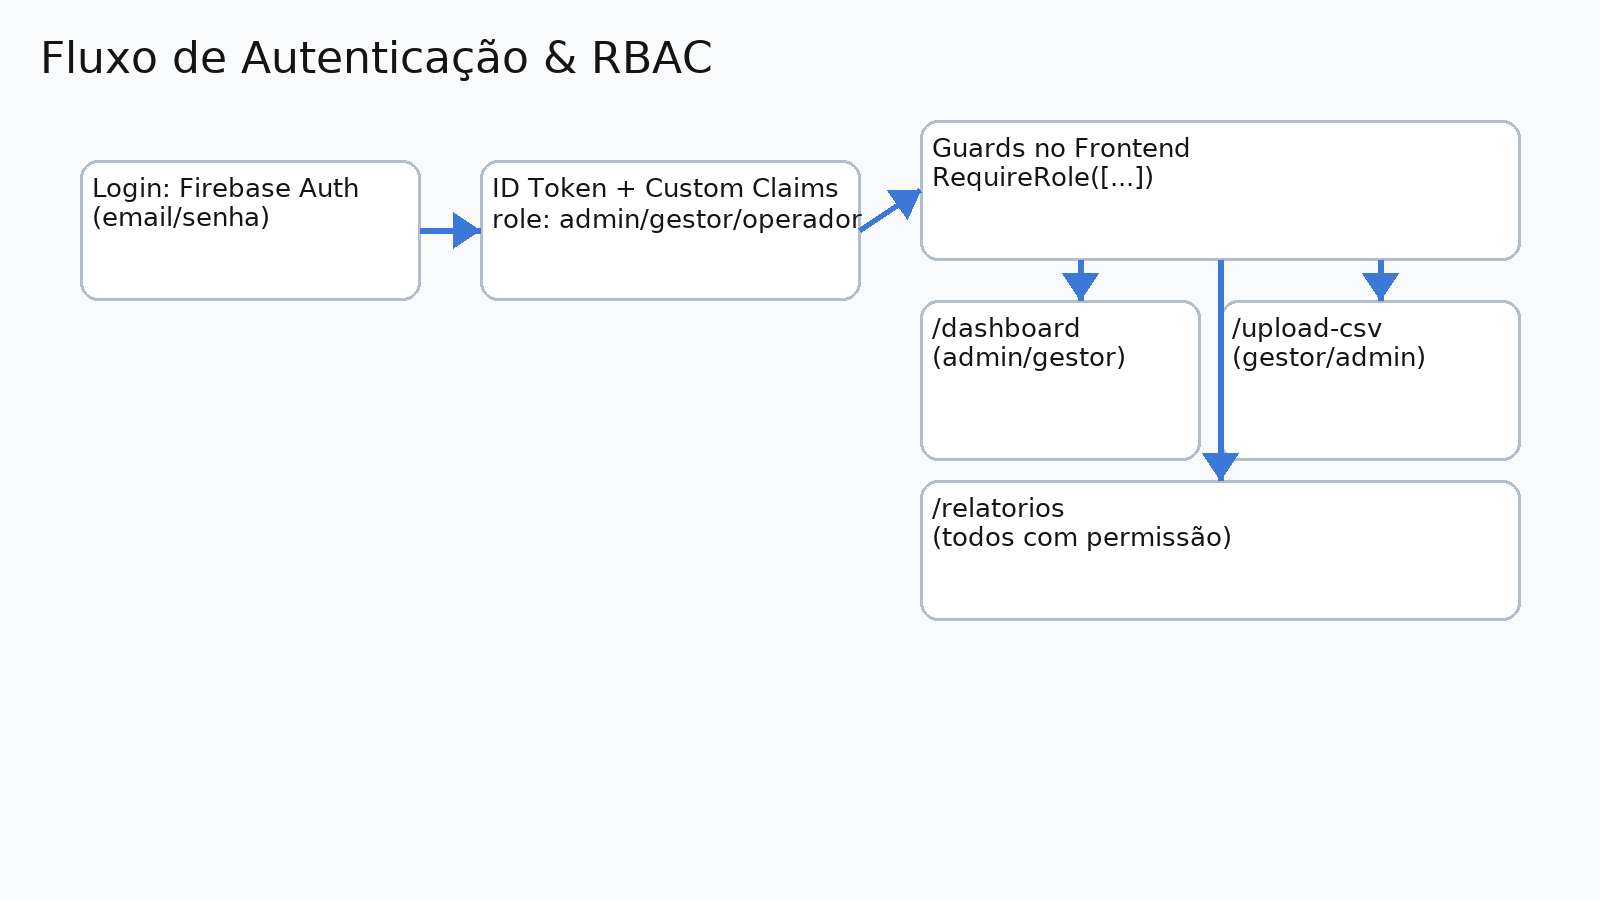 Fluxo de Autenticação & RBAC
Login: Firebase Auth
(email/senha)
ID Token + Custom Claims
role: admin/gestor/operador
Guards no Frontend
RequireRole([...])
/dashboard
(admin/gestor)
/upload-csv
(gestor/admin)
/relatorios
(todos com permissão)